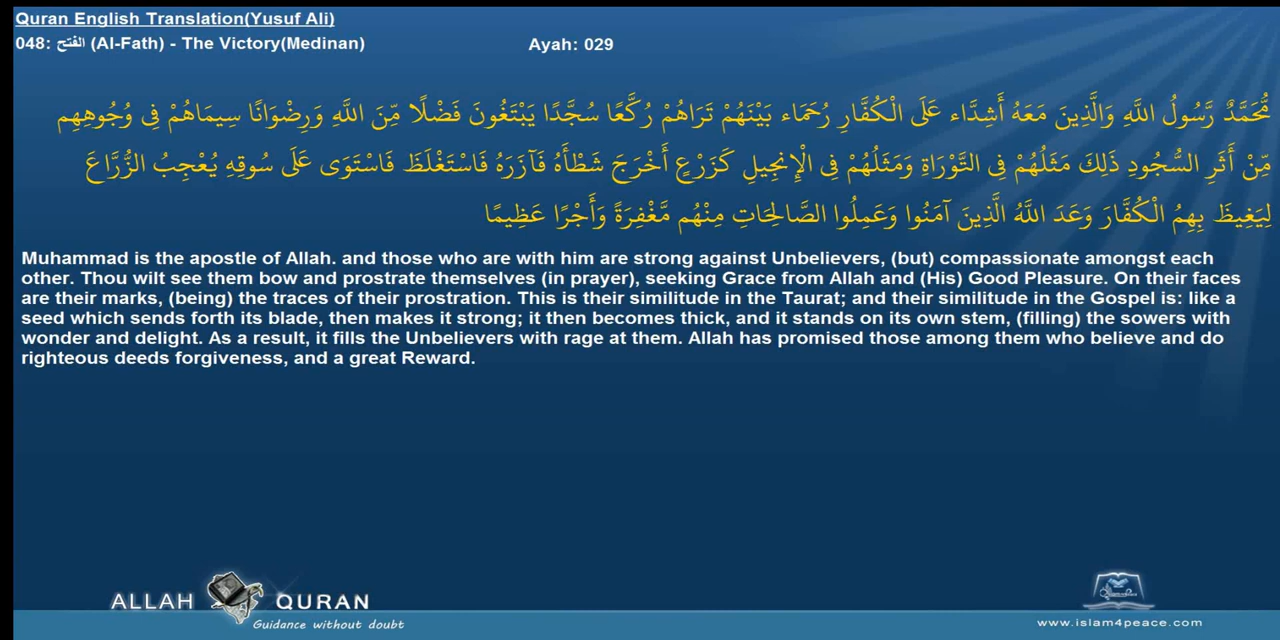 Quran English Translation(Yusuf Ali)
048: الفتح (Al-Fath) - The Victory(Medinan) Ayah: 029
مُّحَمَّدٌ رَّسُولُ اللَّهِ وَالَّذِينَ مَعَهُ أَشِدَّاء عَلَى الْكُفَّارِ رُحَمَاء بَيْنَهُمْ تَرَاهُمْ رُكَّعًا سُجَّدًا يَبْتَغُونَ فَضْلًا مِّنَ اللَّهِ وَرِضْوَانًا سِيمَاهُمْ فِي وُجُوهِهِم
مِّنْ أَثَرِ السُّجُودِ ذَلِكَ مَثَلُهُمْ فِي التَّوْرَاةِ وَمَثَلُهُمْ فِي الْإِنجِيلِ كَزَرْعٍ أَخْرَجَ شَطْأَهُ فَآزَرَهُ فَاسْتَغْلَظَ فَاسْتَوَى عَلَى سُوقِهِ يُعْجِبُ الزُّرَّاعَ
لِيَغِيظَ بِهِمُ الْكُفَّارَ وَعَدَ اللَّهُ الَّذِينَ آمَنُوا وَعَمِلُوا الصَّالِحَاتِ مِنْهُم مَّغْفِرَةً وَأَجْرًا عَظِيمًا
Muhammad is the apostle of Allah. and those who are with him are strong against Unbelievers, (but) compassionate amongst each
other. Thou wilt see them bow and prostrate themselves (in prayer), seeking Grace from Allah and (His) Good Pleasure. On their faces
are their marks, (being) the traces of their prostration. This is their similitude in the Taurat; and their similitude in the Gospel is: like a
seed which sends forth its blade, then makes it strong; it then becomes thick, and it stands on its own stem, (filling) the sowers with
wonder and delight. As a result, it fills the Unbelievers with rage at them. Allah has promised those among them who believe and do
righteous deeds forgiveness, and a great Reward.
ALLAH QURAN
Guidance without doubt
www.islam4peace.com